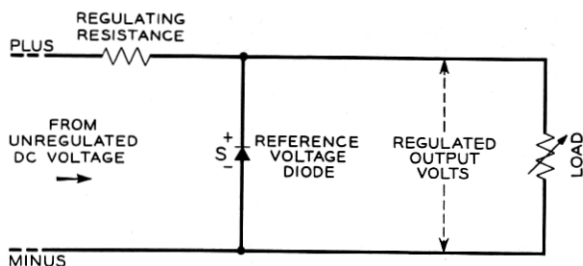 REGULATING
RESISTANCE
PLUS
FROM
UNREGULATED
DC VOLTAGE
+
S
−
REFERENCE
VOLTAGE
DIODE
REGULATED
OUTPUT
VOLTS
LOAD
MINUS